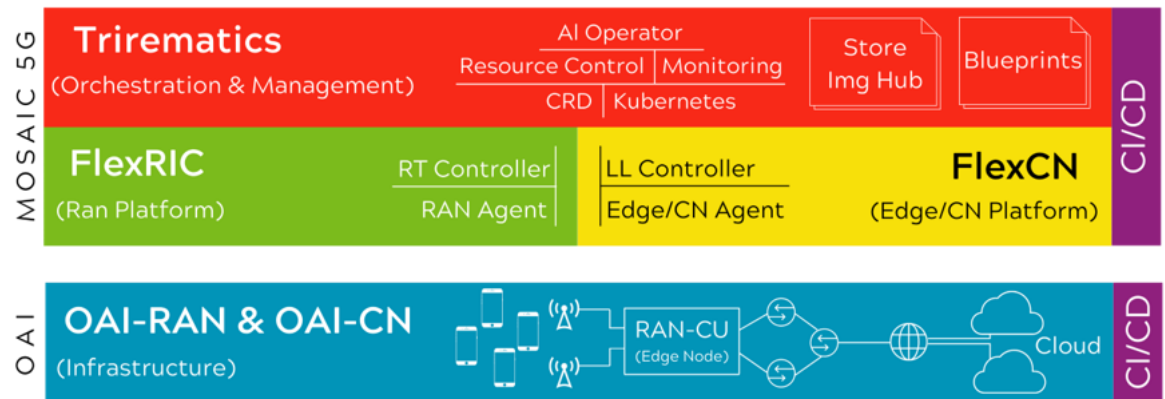 MOSAIC 5G
Trirematics
(Orchestration & Management)
AI Operator
Resource Control Monitoring
CRD Kubernetes
Store
Img Hub
Blueprints
CI/CD
FlexRIC
(Ran Platform)
RT Controller
RAN Agent
LL Controller
Edge/CN Agent
FlexCN
(Edge/CN Platform)
OAI
OAI-RAN & OAI-CN
(Infrastructure)
RAN-CU
(Edge Node)
Cloud
CI/CD